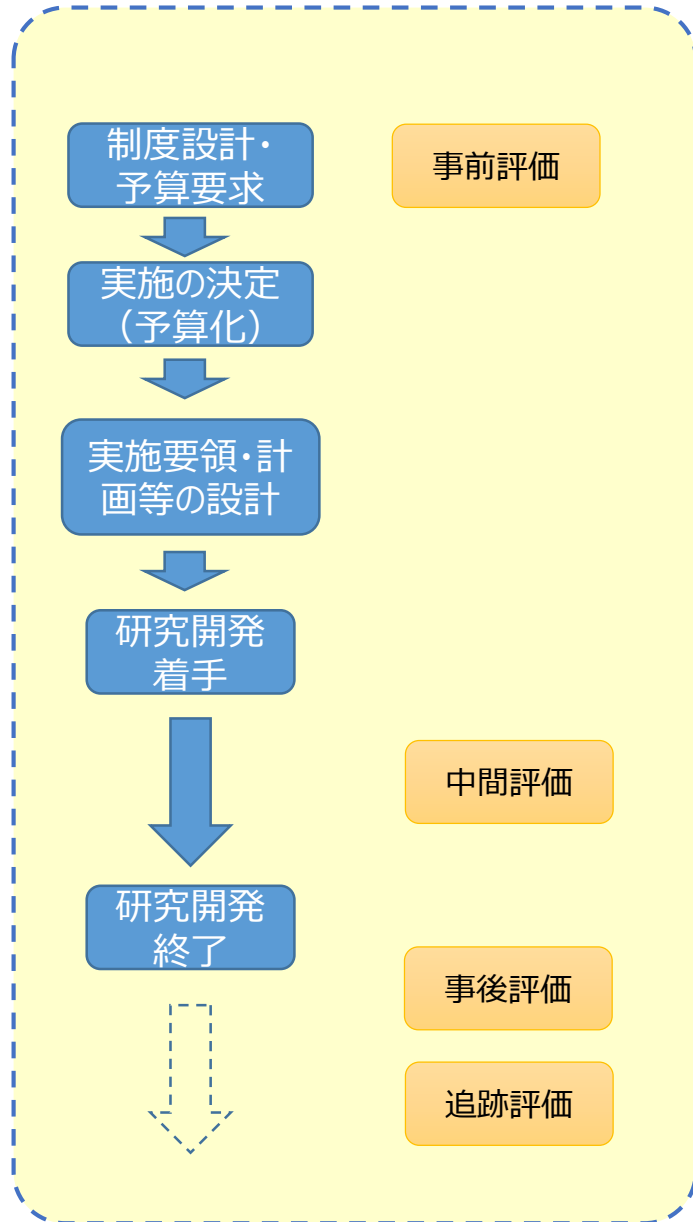 制度設計・
予算要求
事前評価
実施の決定
（予算化）
実施要領・計
画等の設計
研究開発
着手
中間評価
研究開発
終了
事後評価
追跡評価